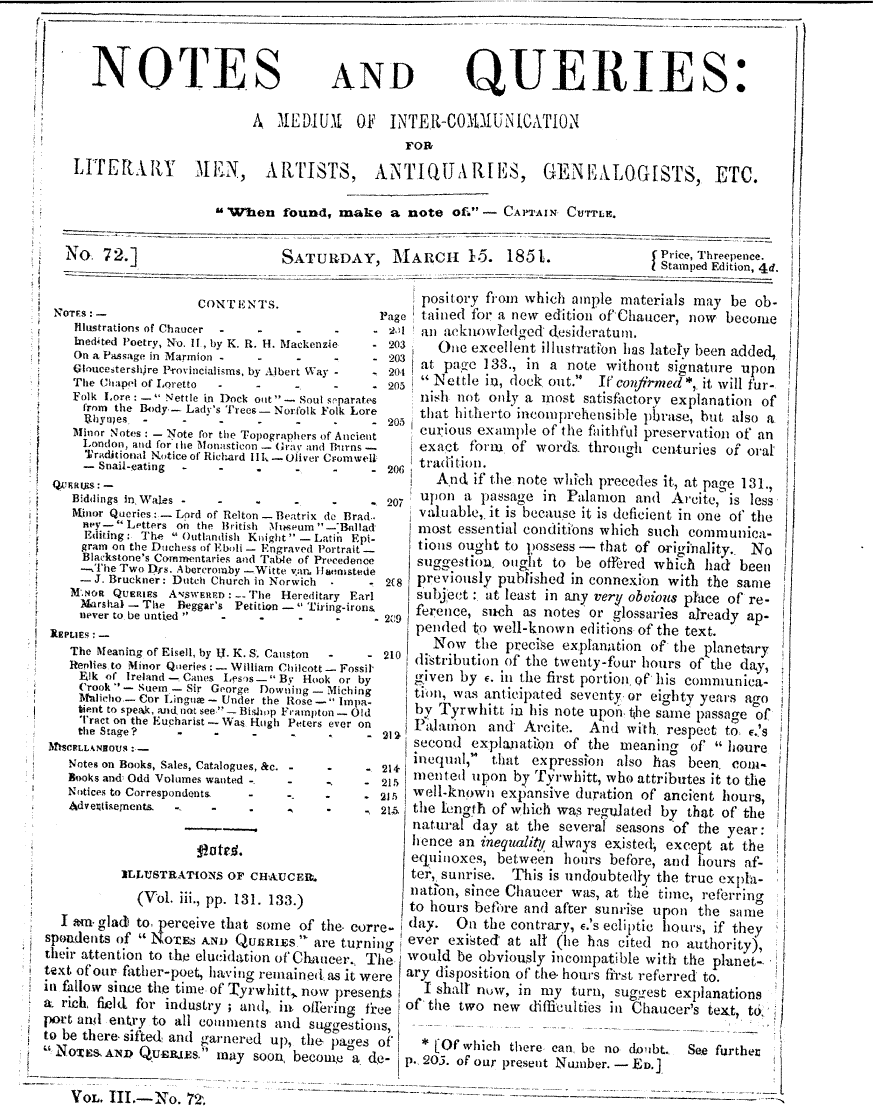 NOTES AND QUERIES:
A MEDIUM OF INTER-COMMUNICATION
FOR
LITERARY MEN, ARTISTS, ANTIQUARIES, GENEALOGISTS, ETC.
"When found, make a note of." — CAPTAIN CUTTLE.
No. 72.] SATURDAY, MARCH 15. 1851. { Price, Threepence.
{ Stamped Edition, 4d.
CONTENTS.
NOTES : — Page
Illustrations of Chaucer - - - - - 201
Inedited Poetry, No. II., by K. R. H. Mackenzie - 203
On a Passage in Marmion - - - - - 203
Gloucestershire Provincialisms, by Albert Way - - 204
The Chapel of Loretto - - - - - 205
Folk Lore : — "Nettle in Dock out" — Soul separates
from the Body — Lady's Trees — Norfolk Folk Lore
Rhymes - - - - - - 205
Minor Notes : — Note for the Topographers of Ancient
London, and for the Monasticon — Gray and Burns —
Traditional Notice of Richard III. — Oliver Cromwell
— Snail-eating - - - - - - 206
QUERIES : —
Biddings in Wales - - - - - - 207
Minor Queries : — Lord of Relton — Beatrix de Brad-
ney — "Letters on the British Museum" — Ballad
Editing : The "Outlandish Knight" — Latin Epi-
gram on the Duchess of Eboli — Engraved Portrait —
Blackstone's Commentaries and Table of Precedence
— The Two Drs. Abercromby — Witte van Haemstede
— J. Bruckner : Dutch Church in Norwich - - 208
MINOR QUERIES ANSWERED : — The Hereditary Earl
Marshal — The Beggar's Petition — "Tiring-irons
never to be untied" - - - - - 209
REPLIES : —
The Meaning of Eisell, by H. K. S. Causton - - 210
Replies to Minor Queries : — William Chilcott — Fossil
Elk of Ireland — Canes Lesos — "By Hook or by
Crook" — Suem — Sir George Downing — Miching
Malicho — Cor Linguæ — Under the Rose — "Impa-
tient to speak, and not see" — Bishop Frampton — Old
Tract on the Eucharist — Was Hugh Peters ever on
the Stage? - - - - - - 212
MISCELLANEOUS : —
Notes on Books, Sales, Catalogues, &c. - - - 214
Books and Odd Volumes wanted - - - - 215
Notices to Correspondents - - - - 215
Advertisements - - - - - 215
Notes.
ILLUSTRATIONS OF CHAUCER.
(Vol. iii., pp. 131. 133.)
I am glad to perceive that some of the corre-
spondents of "NOTES AND QUERIES" are turning
their attention to the elucidation of Chaucer. The
text of our father-poet, having remained as it were
in fallow since the time of Tyrwhitt, now presents
a rich field for industry ; and, in offering free
port and entry to all comments and suggestions,
to be there sifted and garnered up, the pages of
"NOTES AND QUERIES" may soon become a de-
pository from which ample materials may be ob-
tained for a new edition of Chaucer, now become
an acknowledged desideratum.
One excellent illustration has lately been added,
at page 133., in a note without signature upon
"Nettle in, dock out." If confirmed *, it will fur-
nish not only a most satisfactory explanation of
that hitherto incomprehensible phrase, but also a
curious example of the faithful preservation of an
exact form of words through centuries of oral
tradition.
And if the note which precedes it, at page 131.,
upon a passage in Palamon and Arcite, is less
valuable, it is because it is deficient in one of the
most essential conditions which such communica-
tions ought to possess — that of originality. No
suggestion ought to be offered which had been
previously published in connexion with the same
subject : at least in any very obvious place of re-
ference, such as notes or glossaries already ap-
pended to well-known editions of the text.
Now the precise explanation of the planetary
distribution of the twenty-four hours of the day,
given by ε. in the first portion of his communica-
tion, was anticipated seventy or eighty years ago
by Tyrwhitt in his note upon the same passage of
Palamon and Arcite. And with respect to ε.'s
second explanation of the meaning of "houre
inequal," that expression also has been com-
mented upon by Tyrwhitt, who attributes it to the
well-known expansive duration of ancient hours,
the length of which was regulated by that of the
natural day at the several seasons of the year :
hence an inequality always existed, except at the
equinoxes, between hours before, and hours af-
ter, sunrise. This is undoubtedly the true expla-
nation, since Chaucer was, at the time, referring
to hours before and after sunrise upon the same
day. On the contrary, ε.'s ecliptic hours, if they
ever existed at all (he has cited no authority),
would be obviously incompatible with the planet-
ary disposition of the hours first referred to.
I shall now, in my turn, suggest explanations
of the two new difficulties in Chaucer's text, to
* [Of which there can be no doubt. See further
p. 205. of our present Number. — ED.]
VOL. III.—No. 72.